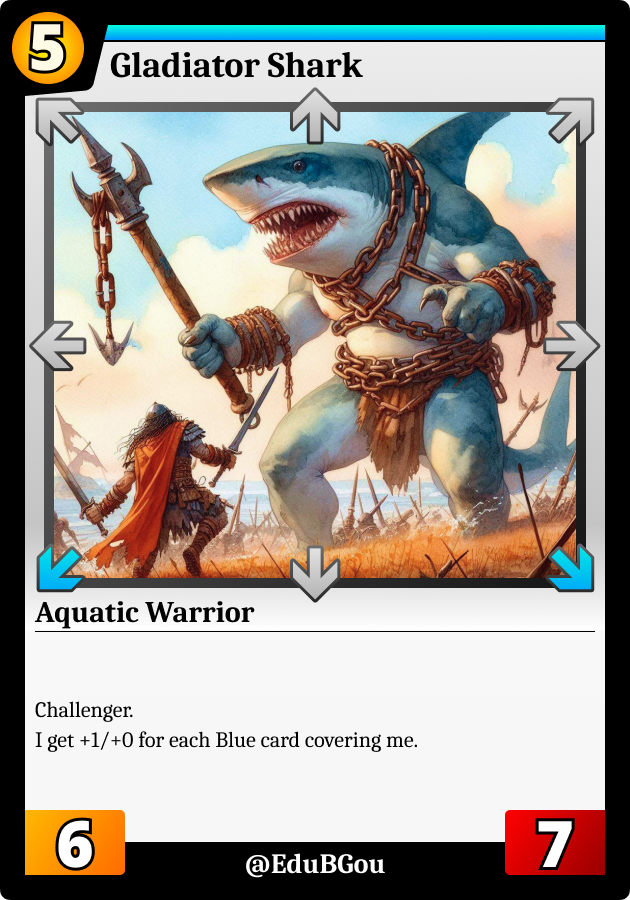 5
Gladiator Shark
Aquatic Warrior
Challenger.
I get +1/+0 for each Blue card covering me.
6
@EduBGou
7